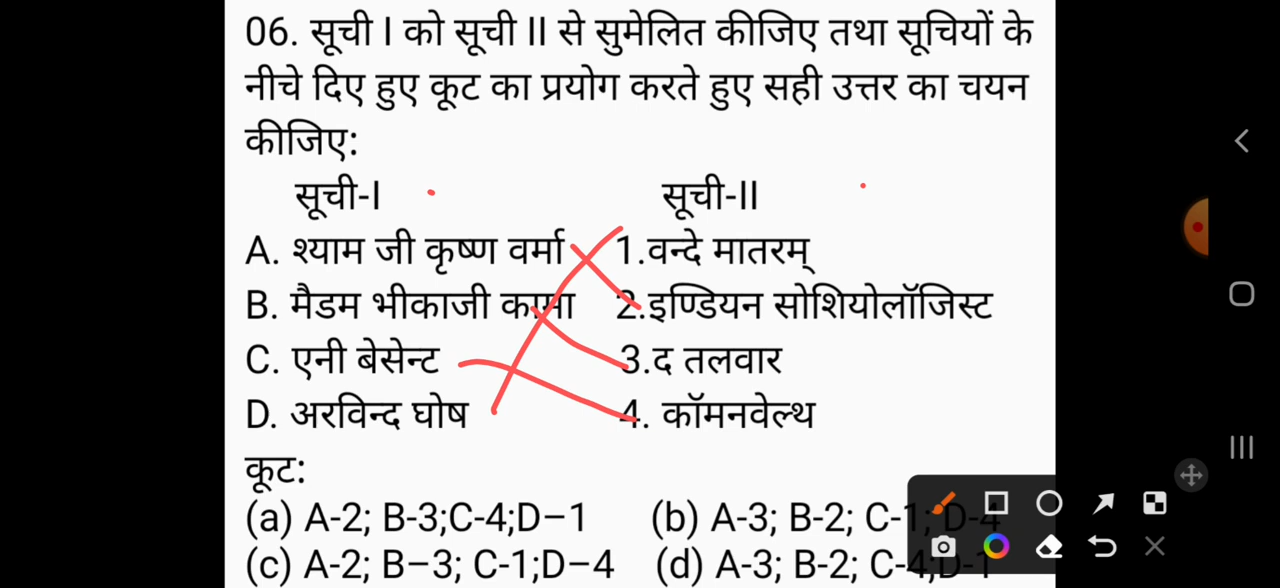 06. सूची I को सूची II से सुमेलित कीजिए तथा सूचियों के
नीचे दिए हुए कूट का प्रयोग करते हुए सही उत्तर का चयन
कीजिए:
सूची-I सूची-II
A. श्याम जी कृष्ण वर्मा 1.वन्दे मातरम्
B. मैडम भीकाजी कामा 2.इण्डियन सोशियोलॉजिस्ट
C. एनी बेसेन्ट 3.द तलवार
D. अरविन्द घोष 4. कॉमनवेल्थ
कूट:
(a) A-2; B-3;C-4;D–1 (b) A-3; B-2; C-1; D-4
(c) A-2; B–3; C-1;D–4 (d) A-3; B-2; C-4;D-1